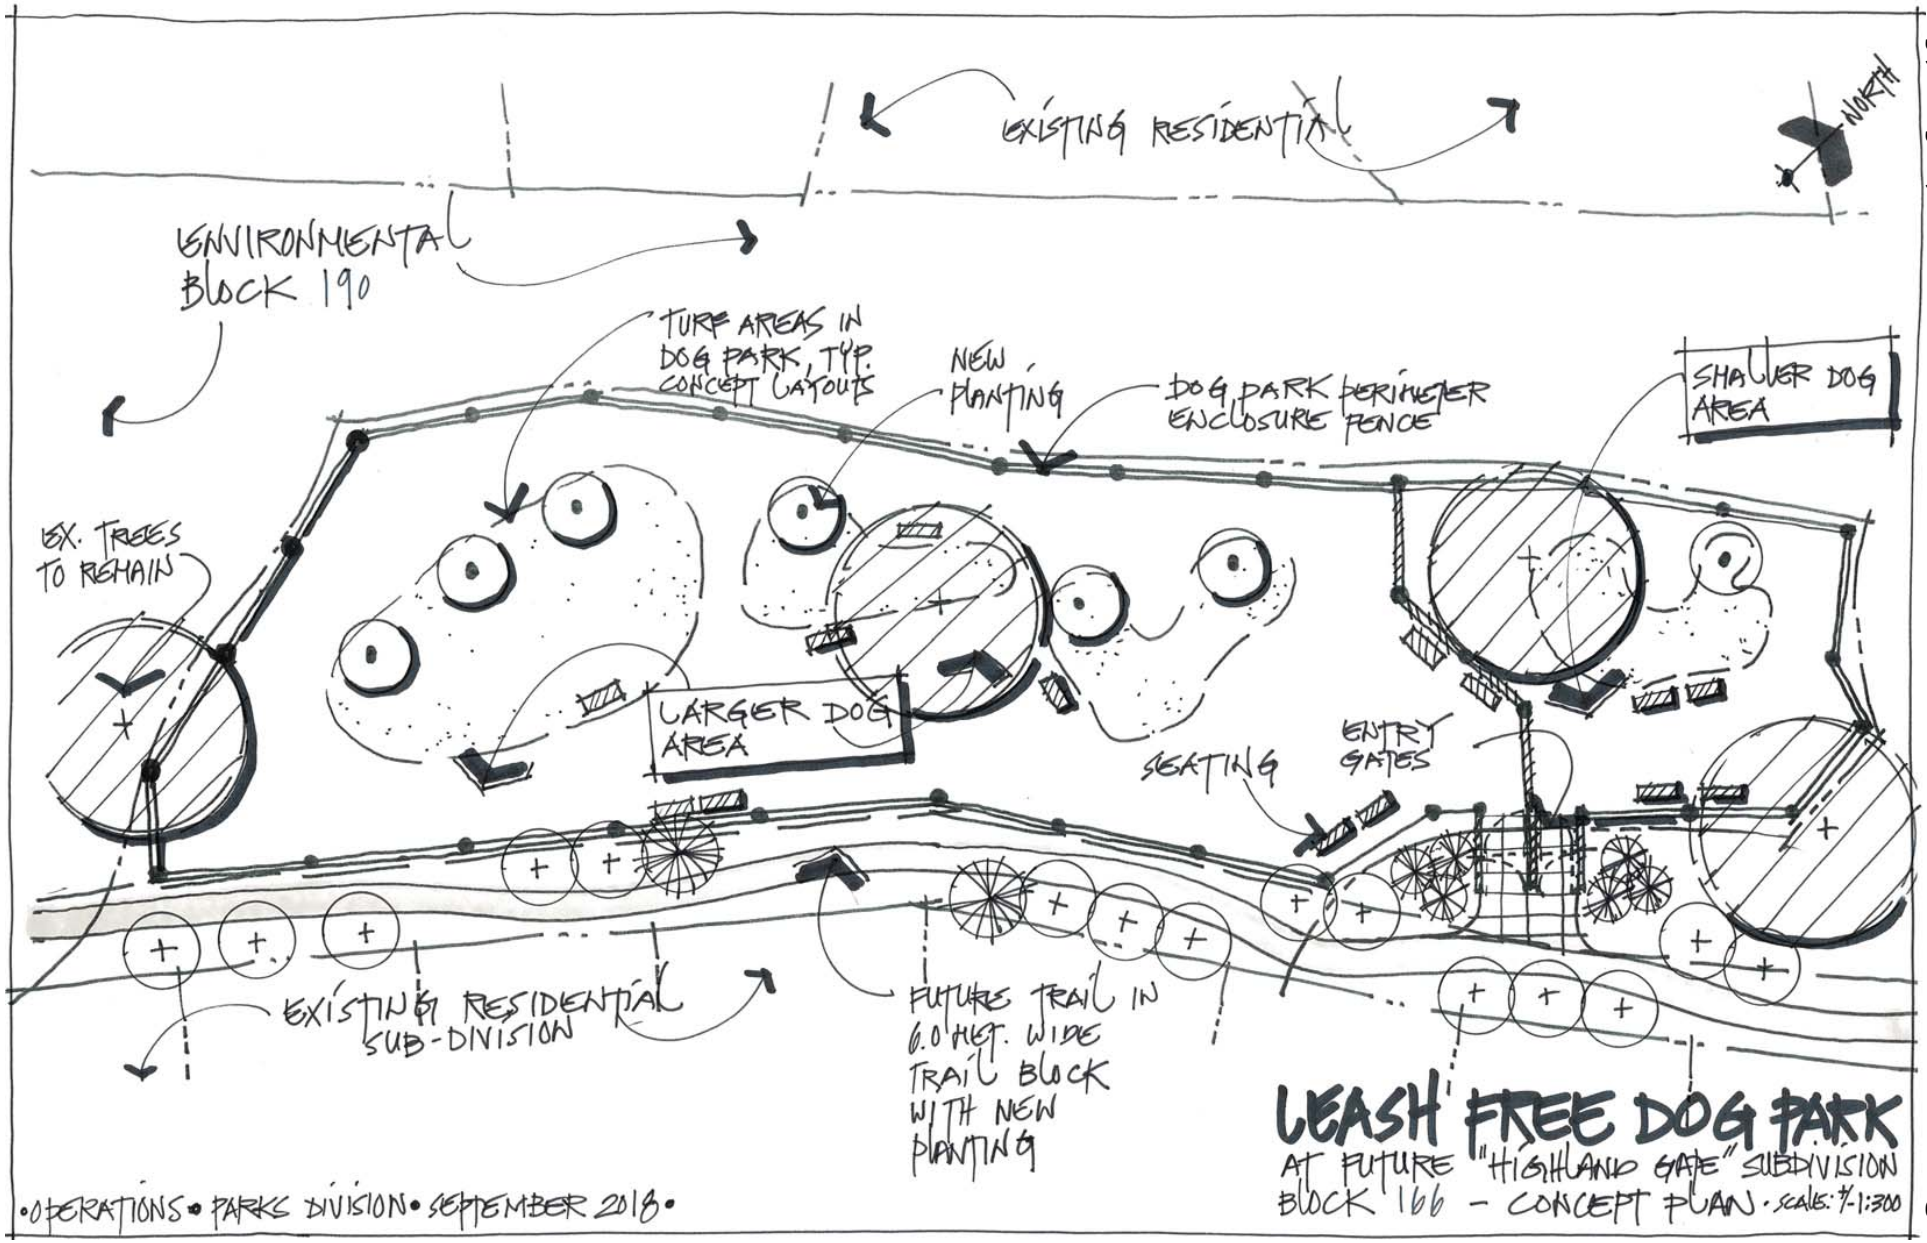 EXISTING RESIDENTIAL
NORTH
ENVIRONMENTAL
BLOCK 190
TURF AREAS IN
DOG PARK, TYP.
CONCEPT LAYOUTS
NEW
PLANTING
DOG PARK PERIMETER
ENCLOSURE FENCE
SMALLER DOG
AREA
EX. TREES
TO REMAIN
LARGER DOG
AREA
SEATING
ENTRY
GATES
EXISTING RESIDENTIAL
SUB-DIVISION
FUTURE TRAIL IN
6.0 MET. WIDE
TRAIL BLOCK
WITH NEW
PLANTING
LEASH FREE DOG PARK
AT FUTURE "HIGHLAND GATE" SUBDIVISION
BLOCK 166 - CONCEPT PLAN • SCALE: +/-1:300
• OPERATIONS • PARKS DIVISION • SEPTEMBER 2018 •